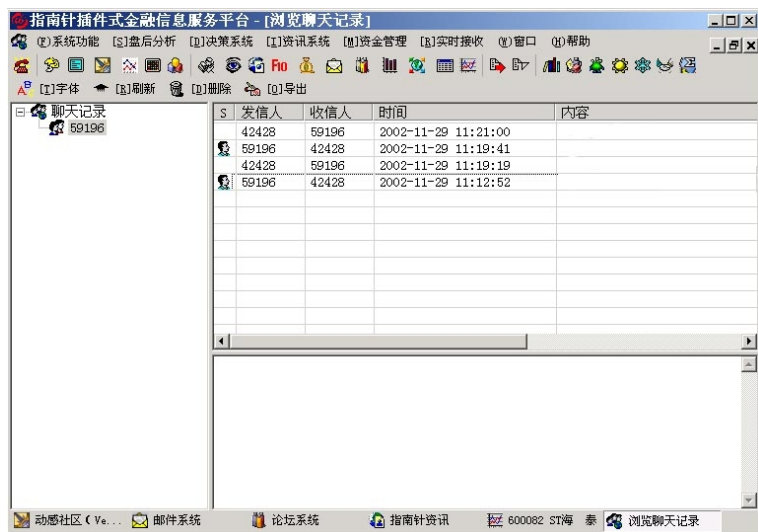 指南针插件式金融信息服务平台 - [浏览聊天记录]
(F)系统功能 [S]盘后分析 [D]决策系统 [I]资讯系统 [M]资金管理 [R]实时接收 (W)窗口 (H)帮助
Fio
[I]字体 [R]刷新 [D]删除 [O]导出
聊天记录
59196
S 发信人 收信人 时间 内容
42428 59196 2002-11-29 11:21:00
59196 42428 2002-11-29 11:19:41
42428 59196 2002-11-29 11:19:19
59196 42428 2002-11-29 11:12:52
动感社区(Ve... 邮件系统 论坛系统 指南针资讯 600082 ST海 泰 浏览聊天记录